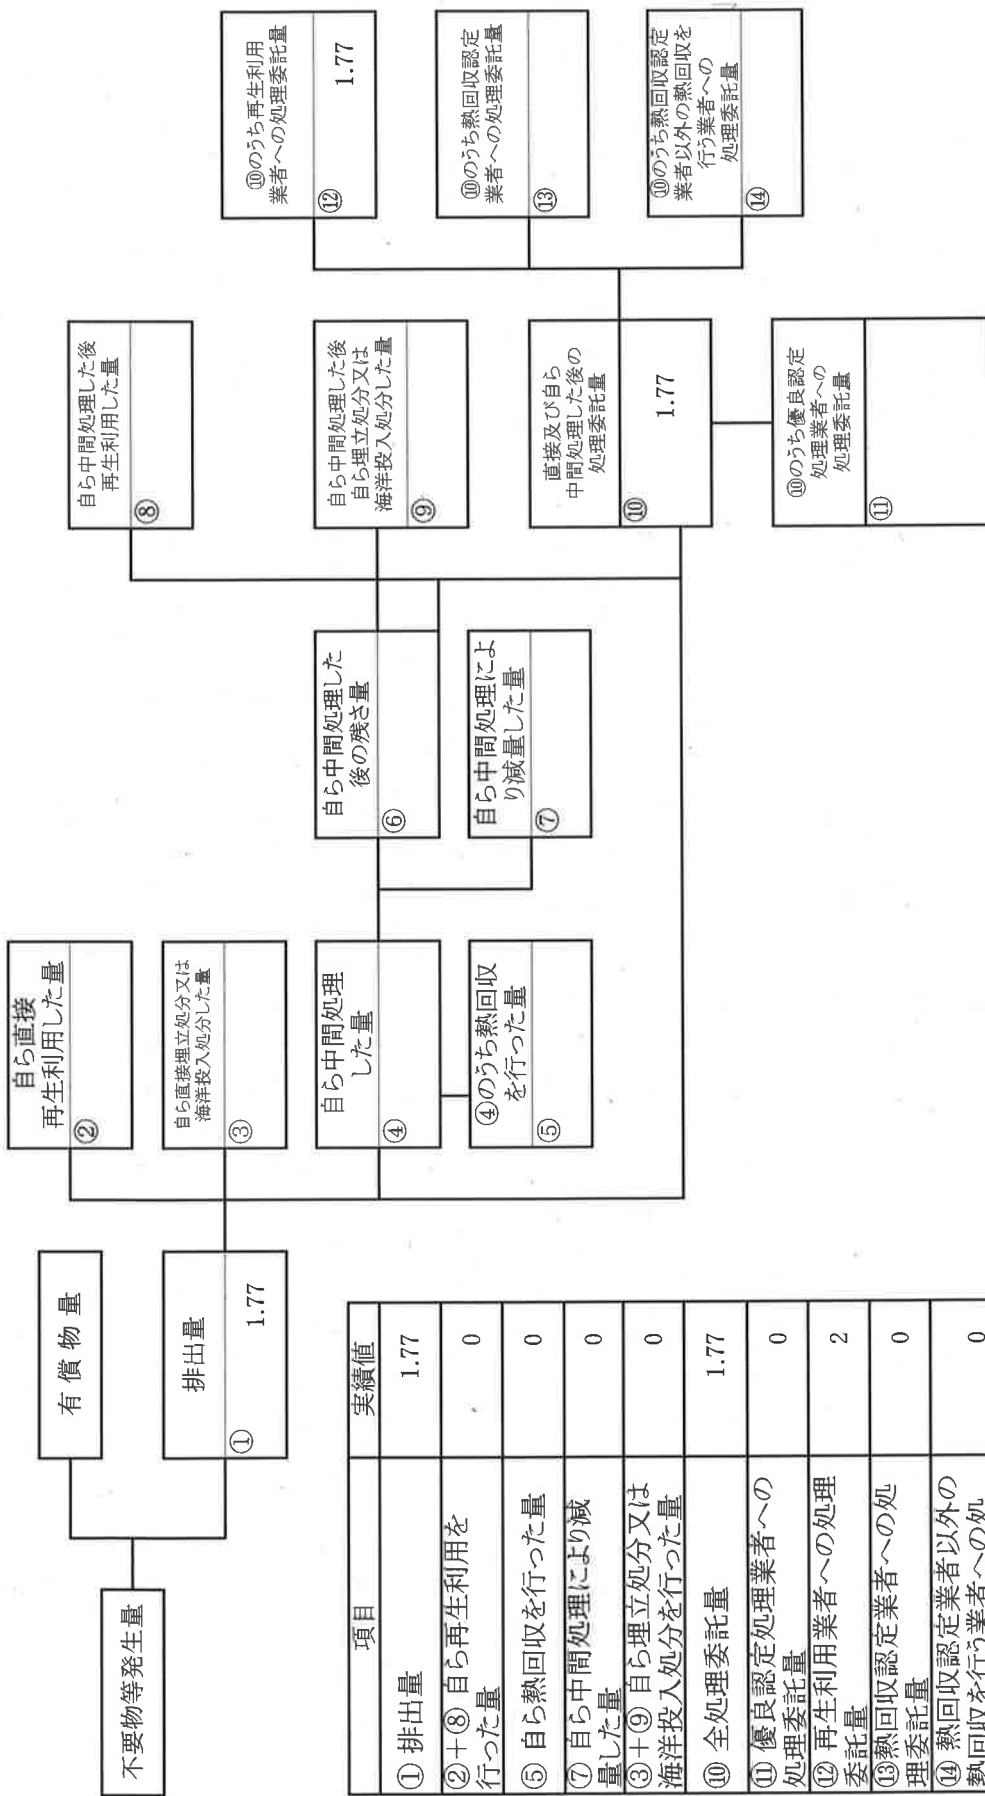 不要物等発生量
有償物量
排出量
①
1.77
自ら直接
再生利用した量
②
自ら直接埋立処分又は
海洋投入処分した量
③
自ら中間処理
した量
④
④のうち熱回収
を行った量
⑤
自ら中間処理した
後の残さ量
⑥
自ら中間処理によ
り減量した量
⑦
自ら中間処理した後
再生利用した量
⑧
自ら中間処理した後
自ら埋立処分又は
海洋投入処分した量
⑨
直接及び自ら
中間処理した後の
処理委託量
⑩
1.77
⑩のうち優良認定
処理業者への
処理委託量
⑪
⑩のうち再生利用
業者への処理委託量
⑫
1.77
⑩のうち熱回収認定
業者への処理委託量
⑬
⑩のうち熱回収認定
業者以外の熱回収を
行う業者への
処理委託量
⑭
項目 実績値
①排出量 1.77
②+⑧ 自ら再生利用を
行った量 0
⑤ 自ら熱回収を行った量 0
⑦ 自ら中間処理により減
量した量 0
③+⑨ 自ら埋立処分又は
海洋投入処分を行った量 0
⑩ 全処理委託量 1.77
⑪ 優良認定処理業者への
処理委託量 0
⑫ 再生利用業者への処理
委託量 2
⑬熱回収認定業者への処
理委託量 0
⑭ 熱回収認定業者以外の
熱回収を行う業者への処 0